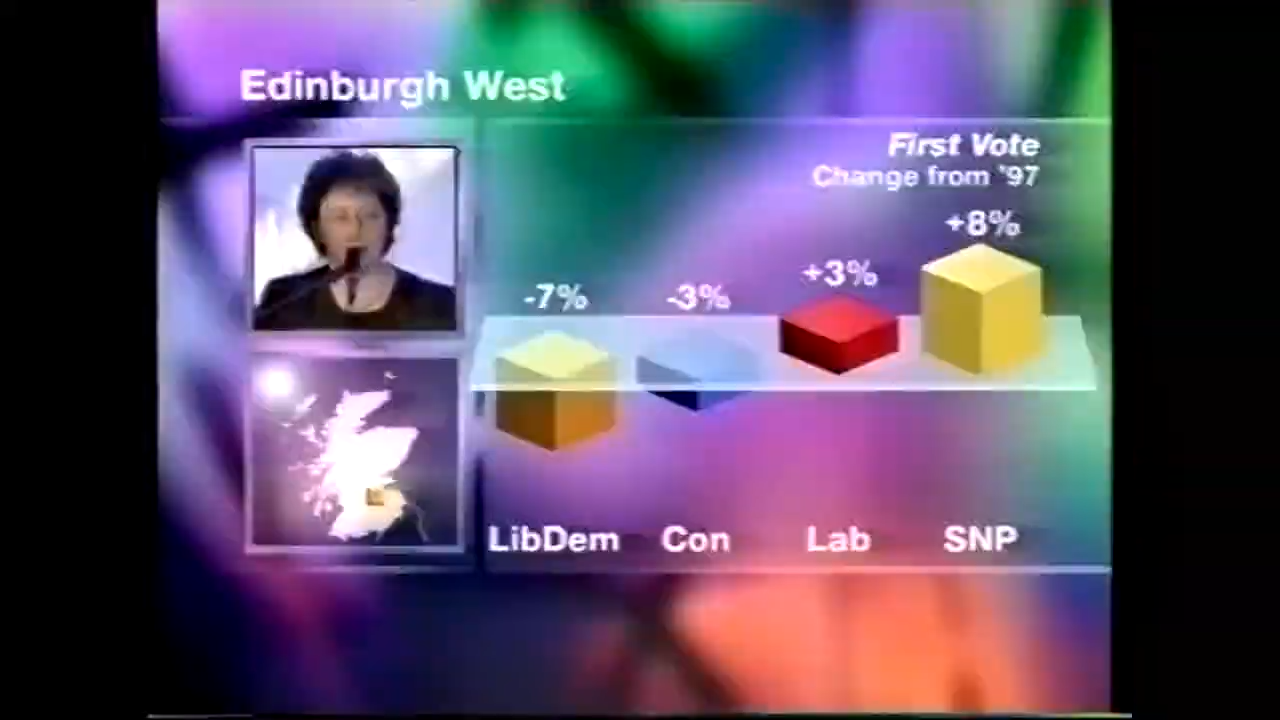 Edinburgh West
First Vote
Change from '97
-7%
-3%
+3%
+8%
LibDem
Con
Lab
SNP